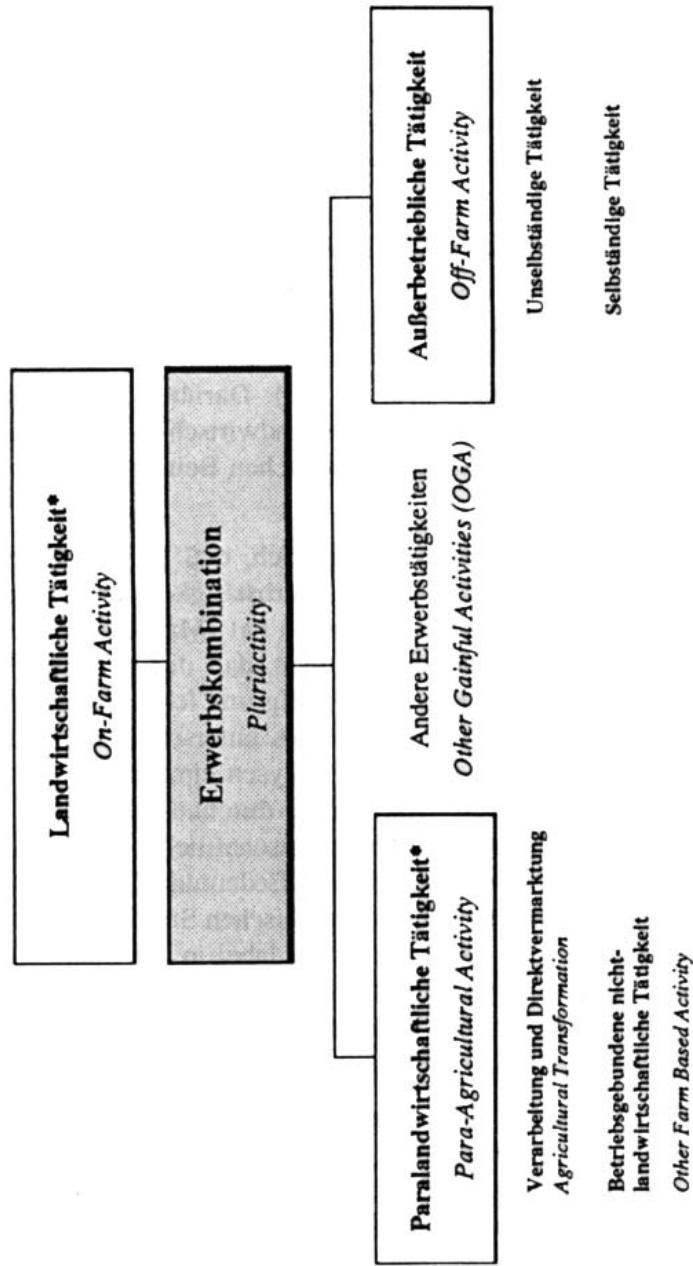 Landwirtschaftliche Tätigkeit*
On-Farm Activity
Erwerbskombination
Pluriactivity
Paralandwirtschaftliche Tätigkeit*
Para-Agricultural Activity
Andere Erwerbstätigkeiten
Other Gainful Activities (OGA)
Außerbetriebliche Tätigkeit
Off-Farm Activity
Verarbeitung und Direktvermarktung
Agricultural Transformation
Betriebsgebundene nicht-
landwirtschaftliche Tätigkeit
Other Farm Based Activity
Unselbständige Tätigkeit
Selbständige Tätigkeit